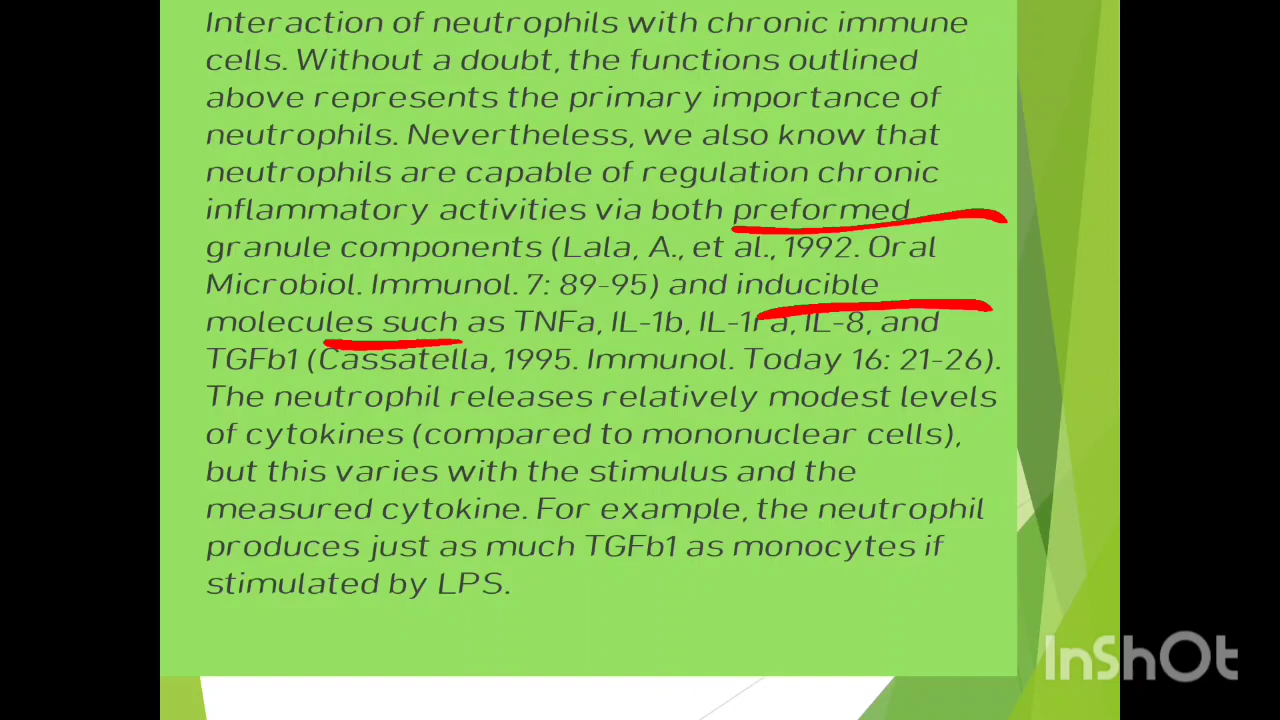 Interaction of neutrophils with chronic immune
cells. Without a doubt, the functions outlined
above represents the primary importance of
neutrophils. Nevertheless, we also know that
neutrophils are capable of regulation chronic
inflammatory activities via both preformed
granule components (Lala, A., et al., 1992. Oral
Microbiol. Immunol. 7: 89-95) and inducible
molecules such as TNFa, IL-1b, IL-1ra, IL-8, and
TGFb1 (Cassatella, 1995. Immunol. Today 16: 21-26).
The neutrophil releases relatively modest levels
of cytokines (compared to mononuclear cells),
but this varies with the stimulus and the
measured cytokine. For example, the neutrophil
produces just as much TGFb1 as monocytes if
stimulated by LPS.
InShOt